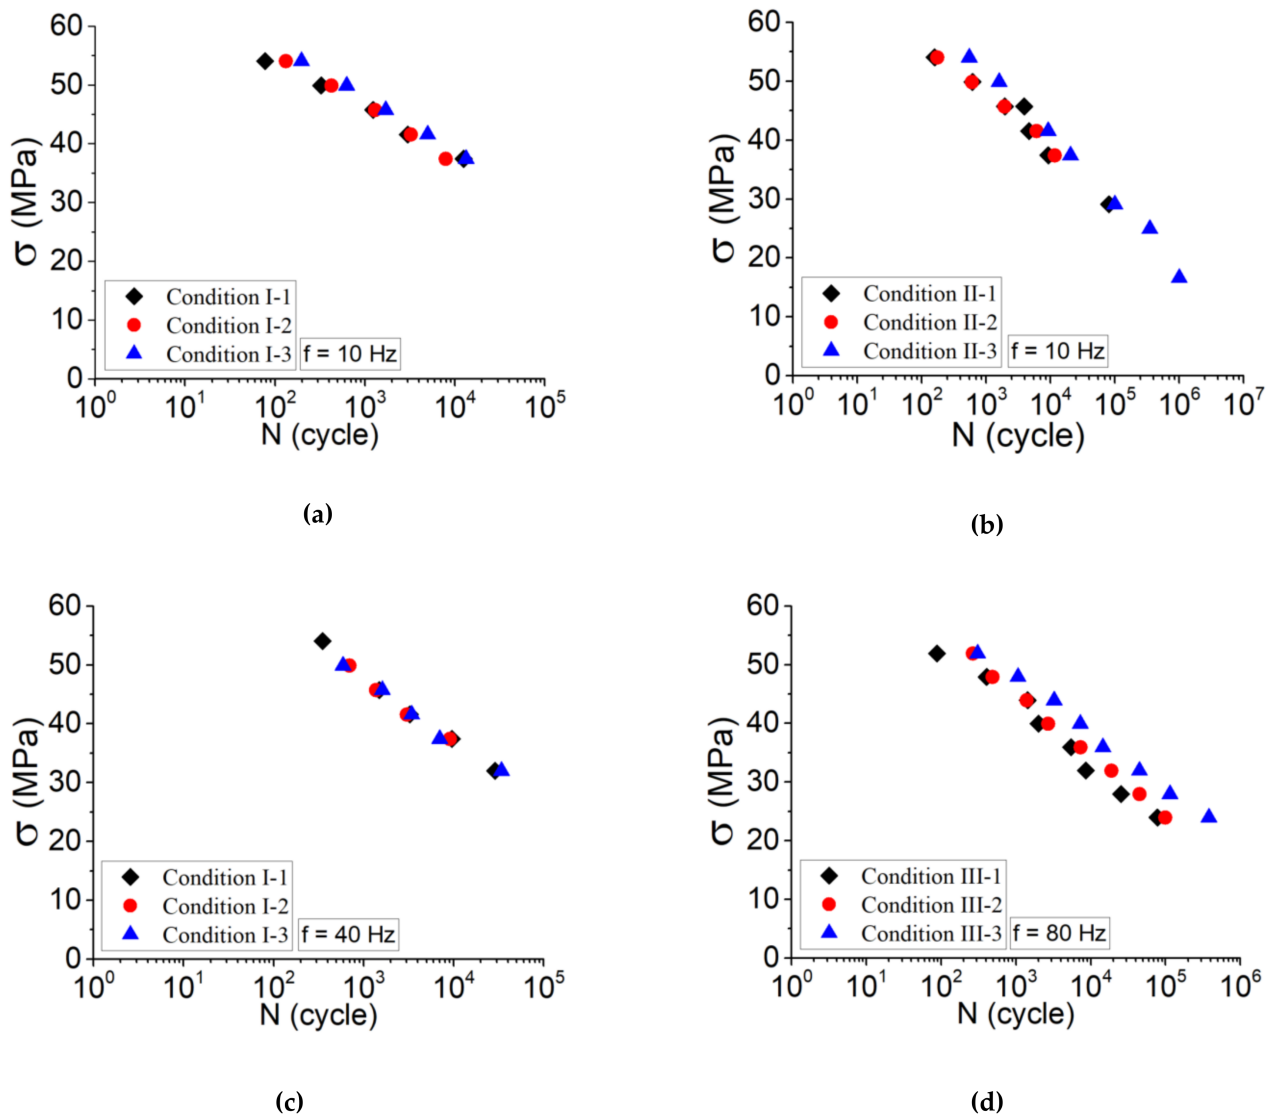 60
50
40
30
20
10
0
σ (MPa)
Condition I-1
Condition I-2
Condition I-3
f = 10 Hz
10^0 10^1 10^2 10^3 10^4 10^5
N (cycle)
(a)
60
50
40
30
20
10
0
σ (MPa)
Condition II-1
Condition II-2
Condition II-3
f = 10 Hz
10^0 10^1 10^2 10^3 10^4 10^5 10^6 10^7
N (cycle)
(b)
60
50
40
30
20
10
0
σ (MPa)
Condition I-1
Condition I-2
Condition I-3
f = 40 Hz
10^0 10^1 10^2 10^3 10^4 10^5
N (cycle)
(c)
60
50
40
30
20
10
0
σ (MPa)
Condition III-1
Condition III-2
Condition III-3
f = 80 Hz
10^0 10^1 10^2 10^3 10^4 10^5 10^6
N (cycle)
(d)